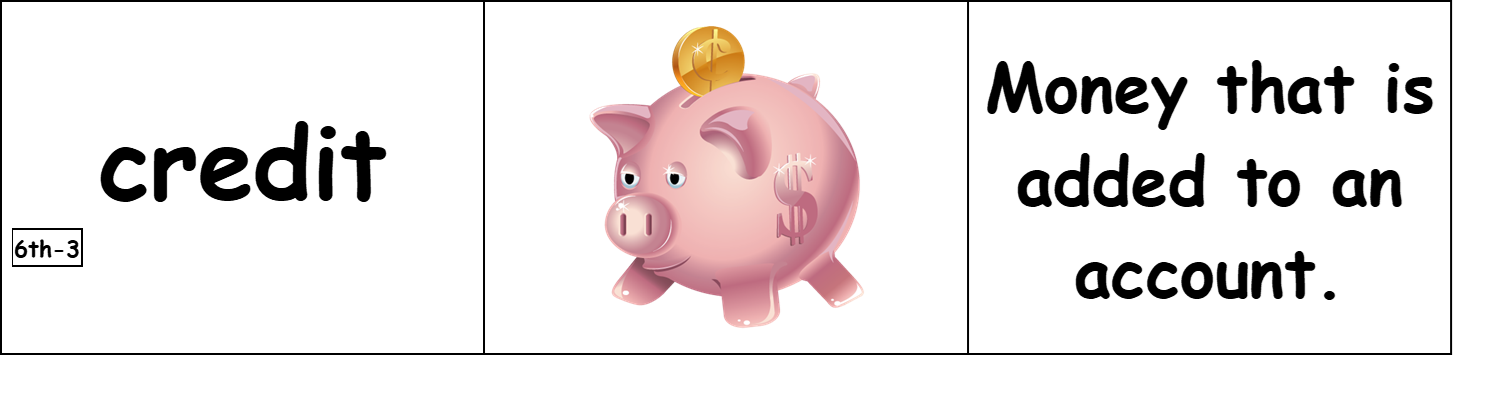 credit
6th-3
¢
$
Money that is
added to an
account.